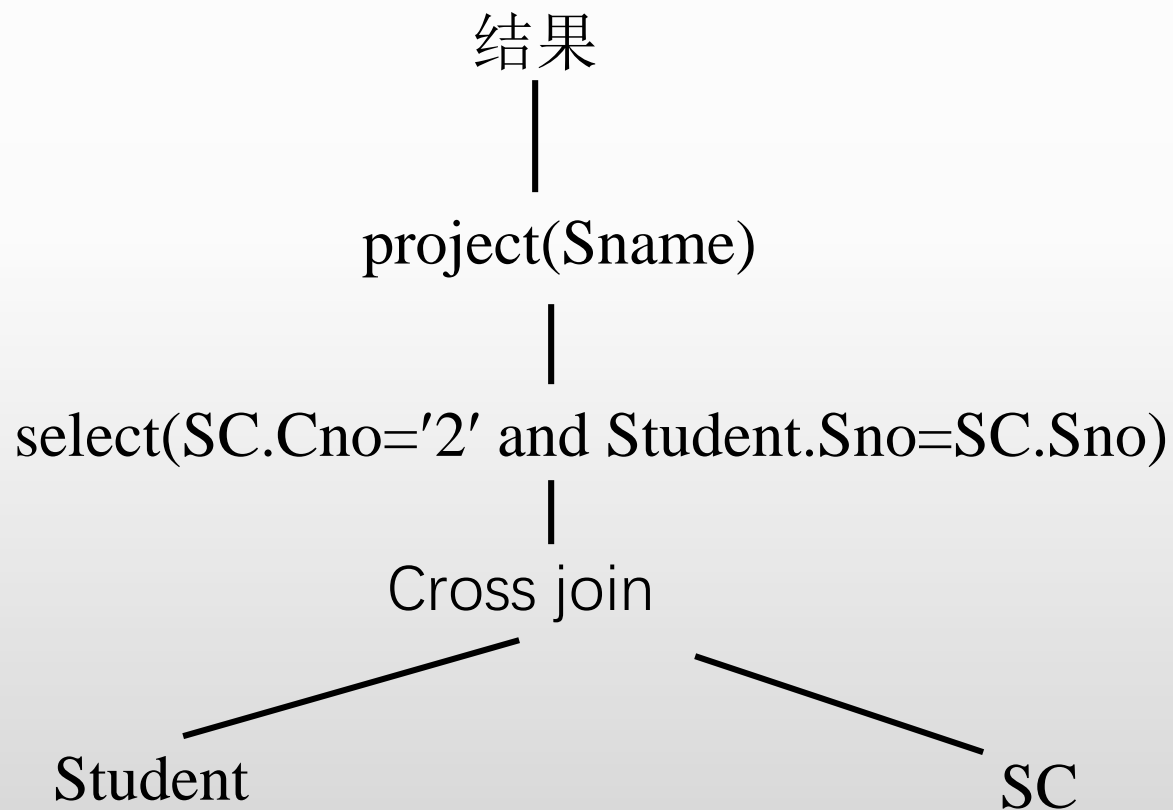 结果
project(Sname)
select(SC.Cno=′2′ and Student.Sno=SC.Sno)
Cross join
Student
SC